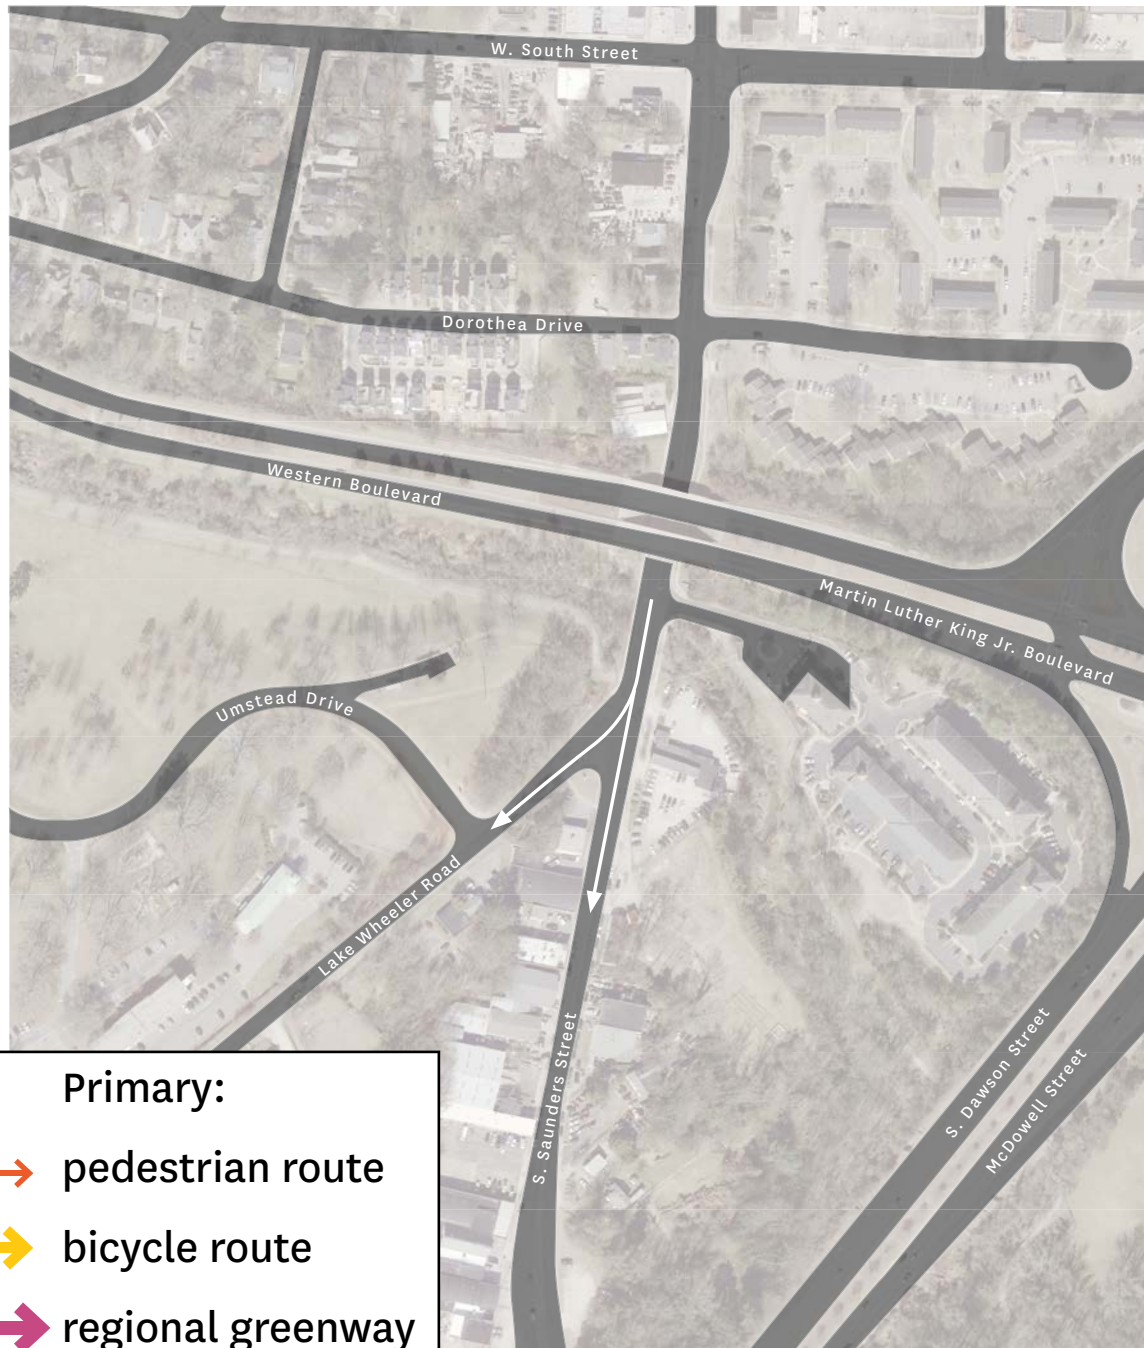 W. South Street
Dorothea Drive
Western Boulevard
Martin Luther King Jr. Boulevard
Umstead Drive
Lake Wheeler Road
S. Saunders Street
S. Dawson Street
McDowell Street
Primary:
pedestrian route
bicycle route
regional greenway